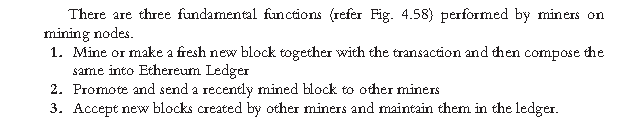 There are three fundamental functions (refer Fig. 4.58) performed by miners on
mining nodes.
1. Mine or make a fresh new block together with the transaction and then compose the
same into Ethereum Ledger
2. Promote and send a recently mined block to other miners
3. Accept new blocks created by other miners and maintain them in the ledger.